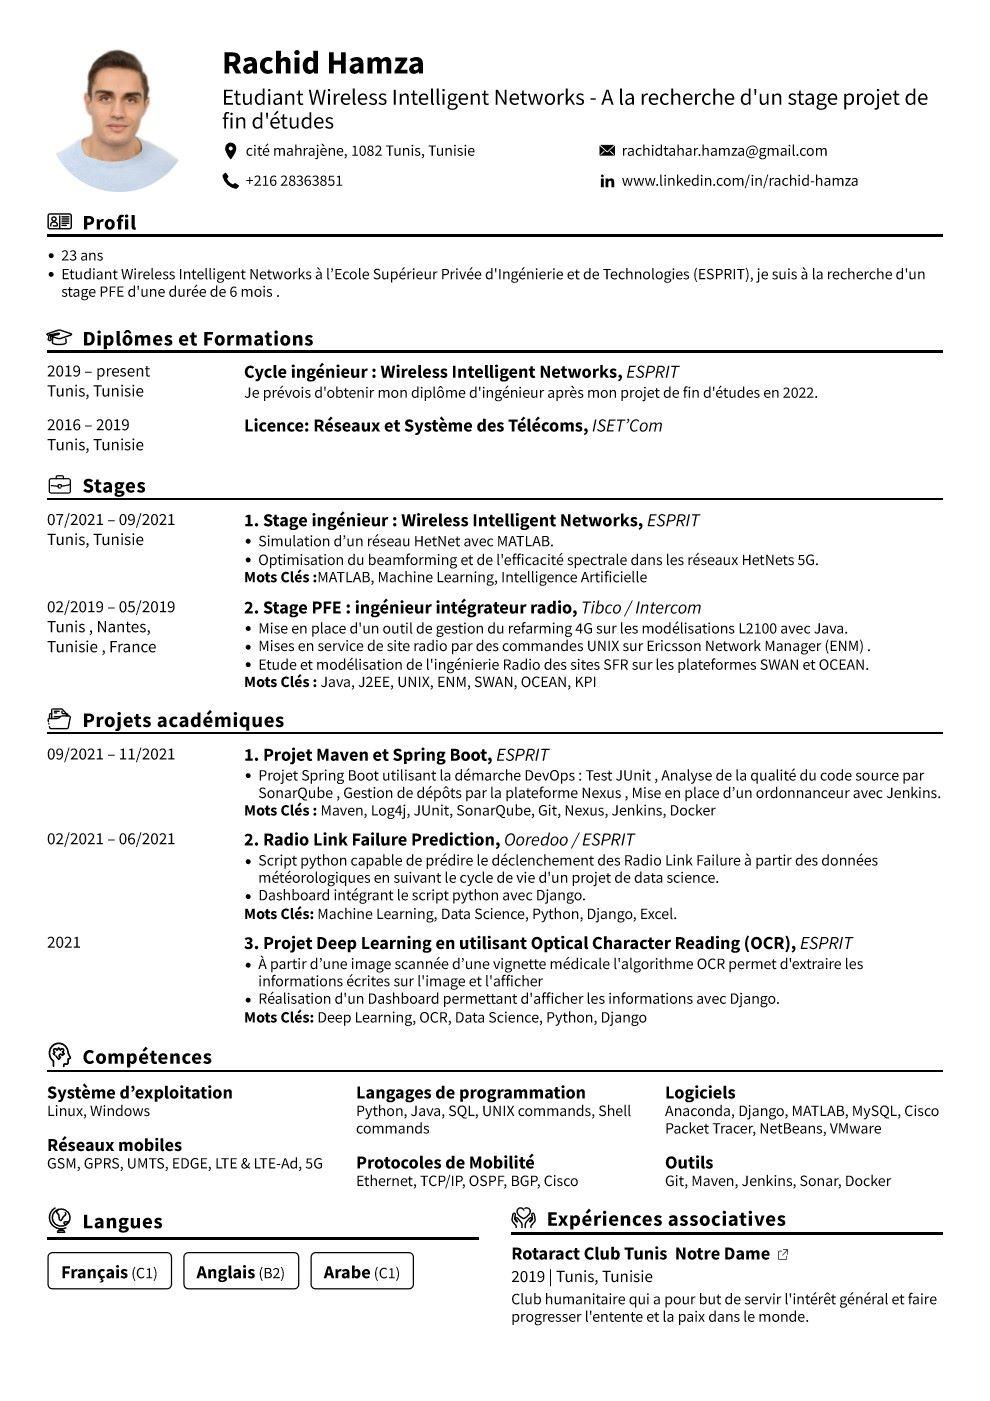 Rachid Hamza
Etudiant Wireless Intelligent Networks - A la recherche d'un stage projet de
fin d'études
cité mahrajène, 1082 Tunis, Tunisie
rachidtahar.hamza@gmail.com
+216 28363851
www.linkedin.com/in/rachid-hamza
Profil
• 23 ans
• Etudiant Wireless Intelligent Networks à l’Ecole Supérieur Privée d'Ingénierie et de Technologies (ESPRIT), je suis à la recherche d'un
stage PFE d'une durée de 6 mois .
Diplômes et Formations
2019 – present
Tunis, Tunisie
Cycle ingénieur : Wireless Intelligent Networks, ESPRIT
Je prévois d'obtenir mon diplôme d'ingénieur après mon projet de fin d'études en 2022.
2016 – 2019
Tunis, Tunisie
Licence: Réseaux et Système des Télécoms, ISET’Com
Stages
07/2021 – 09/2021
Tunis, Tunisie
1. Stage ingénieur : Wireless Intelligent Networks, ESPRIT
• Simulation d’un réseau HetNet avec MATLAB.
• Optimisation du beamforming et de l'efficacité spectrale dans les réseaux HetNets 5G.
Mots Clés :MATLAB, Machine Learning, Intelligence Artificielle
02/2019 – 05/2019
Tunis , Nantes,
Tunisie , France
2. Stage PFE : ingénieur intégrateur radio, Tibco / Intercom
• Mise en place d'un outil de gestion du refarming 4G sur les modélisations L2100 avec Java.
• Mises en service de site radio par des commandes UNIX sur Ericsson Network Manager (ENM) .
• Etude et modélisation de l'ingénierie Radio des sites SFR sur les plateformes SWAN et OCEAN.
Mots Clés : Java, J2EE, UNIX, ENM, SWAN, OCEAN, KPI
Projets académiques
09/2021 – 11/2021
1. Projet Maven et Spring Boot, ESPRIT
• Projet Spring Boot utilisant la démarche DevOps : Test JUnit , Analyse de la qualité du code source par
SonarQube , Gestion de dépôts par la plateforme Nexus , Mise en place d’un ordonnanceur avec Jenkins.
Mots Clés : Maven, Log4j, JUnit, SonarQube, Git, Nexus, Jenkins, Docker
02/2021 – 06/2021
2. Radio Link Failure Prediction, Ooredoo / ESPRIT
• Script python capable de prédire le déclenchement des Radio Link Failure à partir des données
météorologiques en suivant le cycle de vie d'un projet de data science.
• Dashboard intégrant le script python avec Django.
Mots Clés: Machine Learning, Data Science, Python, Django, Excel.
2021
3. Projet Deep Learning en utilisant Optical Character Reading (OCR), ESPRIT
• À partir d’une image scannée d’une vignette médicale l'algorithme OCR permet d'extraire les
informations écrites sur l'image et l'afficher
• Réalisation d'un Dashboard permettant d'afficher les informations avec Django.
Mots Clés: Deep Learning, OCR, Data Science, Python, Django
Compétences
Système d’exploitation
Linux, Windows
Réseaux mobiles
GSM, GPRS, UMTS, EDGE, LTE & LTE-Ad, 5G
Langages de programmation
Python, Java, SQL, UNIX commands, Shell
commands
Protocoles de Mobilité
Ethernet, TCP/IP, OSPF, BGP, Cisco
Logiciels
Anaconda, Django, MATLAB, MySQL, Cisco
Packet Tracer, NetBeans, VMware
Outils
Git, Maven, Jenkins, Sonar, Docker
Langues
Français (C1)
Anglais (B2)
Arabe (C1)
Expériences associatives
Rotaract Club Tunis Notre Dame
2019 | Tunis, Tunisie
Club humanitaire qui a pour but de servir l'intérêt général et faire
progresser l'entente et la paix dans le monde.